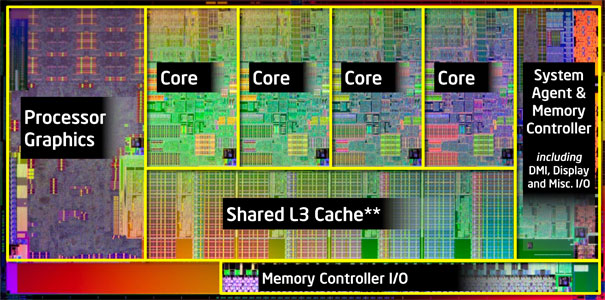 Processor
Graphics
Core
Core
Core
Core
System
Agent &
Memory
Controller
including
DMI, Display
and Misc. I/O
Shared L3 Cache**
Memory Controller I/O